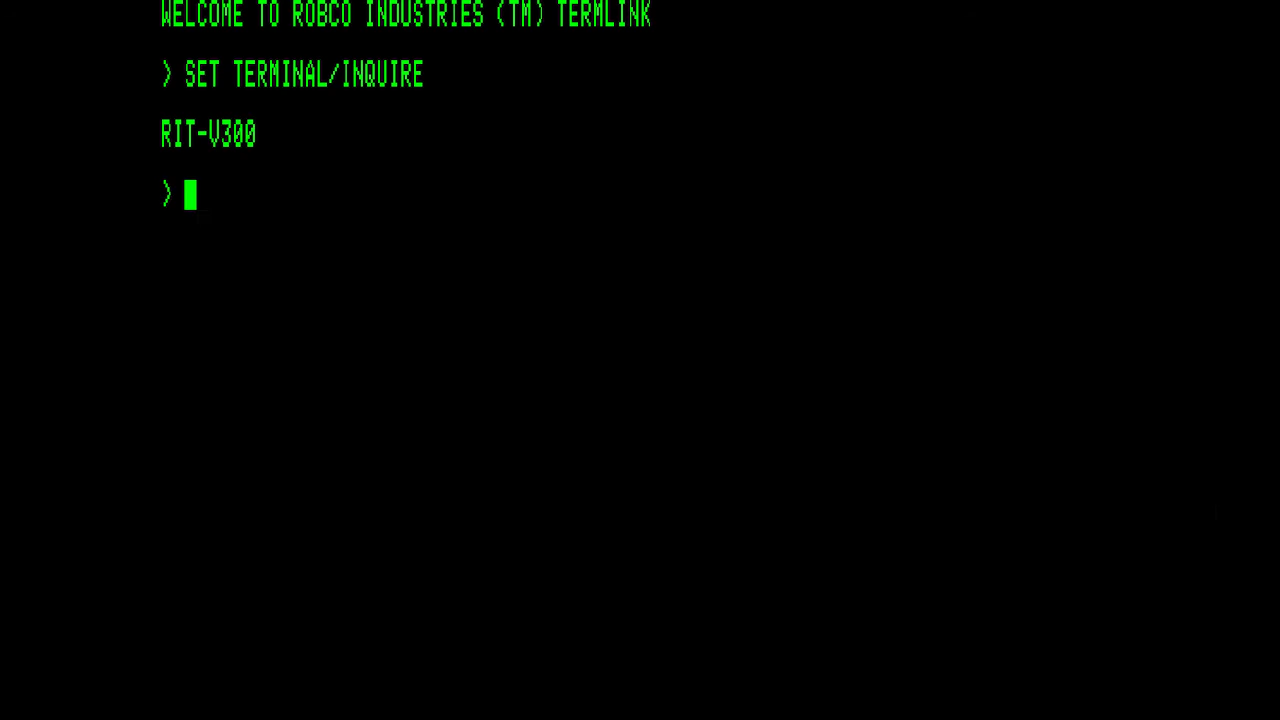 WELCOME TO ROBCO INDUSTRIES (TM) TERMLINK
> SET TERMINAL/INQUIRE
RIT-V300
>